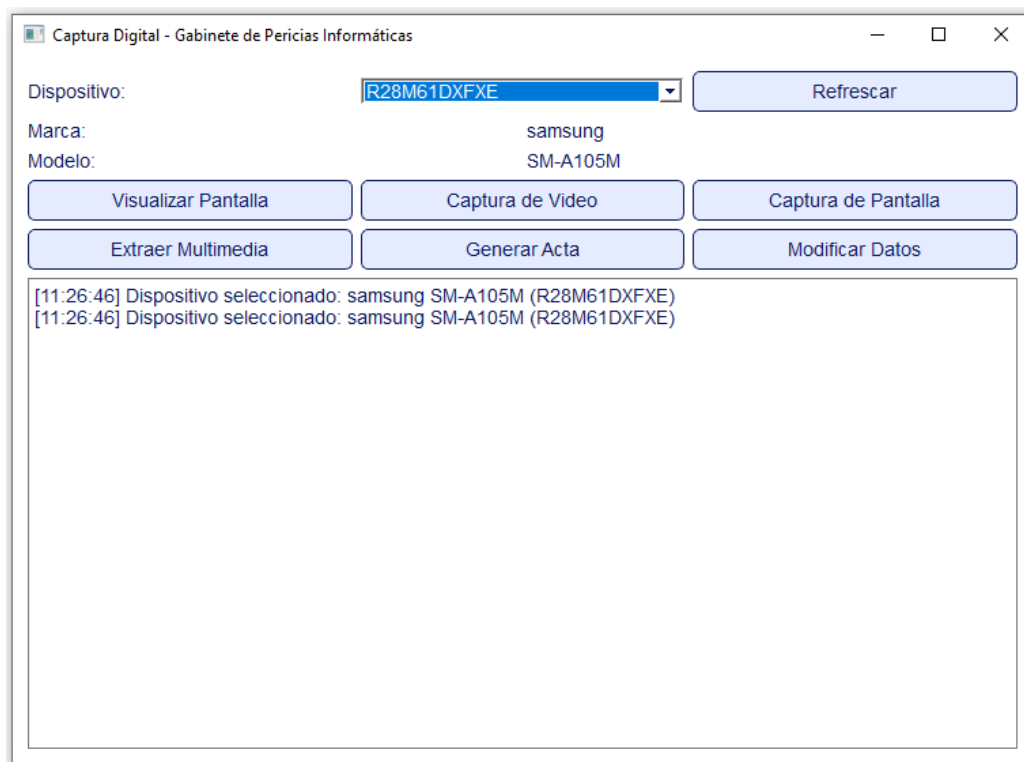 Captura Digital - Gabinete de Pericias Informáticas
Dispositivo: R28M61DXFXE Refrescar
Marca: samsung
Modelo: SM-A105M
Visualizar Pantalla Captura de Video Captura de Pantalla
Extraer Multimedia Generar Acta Modificar Datos
[11:26:46] Dispositivo seleccionado: samsung SM-A105M (R28M61DXFXE)
[11:26:46] Dispositivo seleccionado: samsung SM-A105M (R28M61DXFXE)